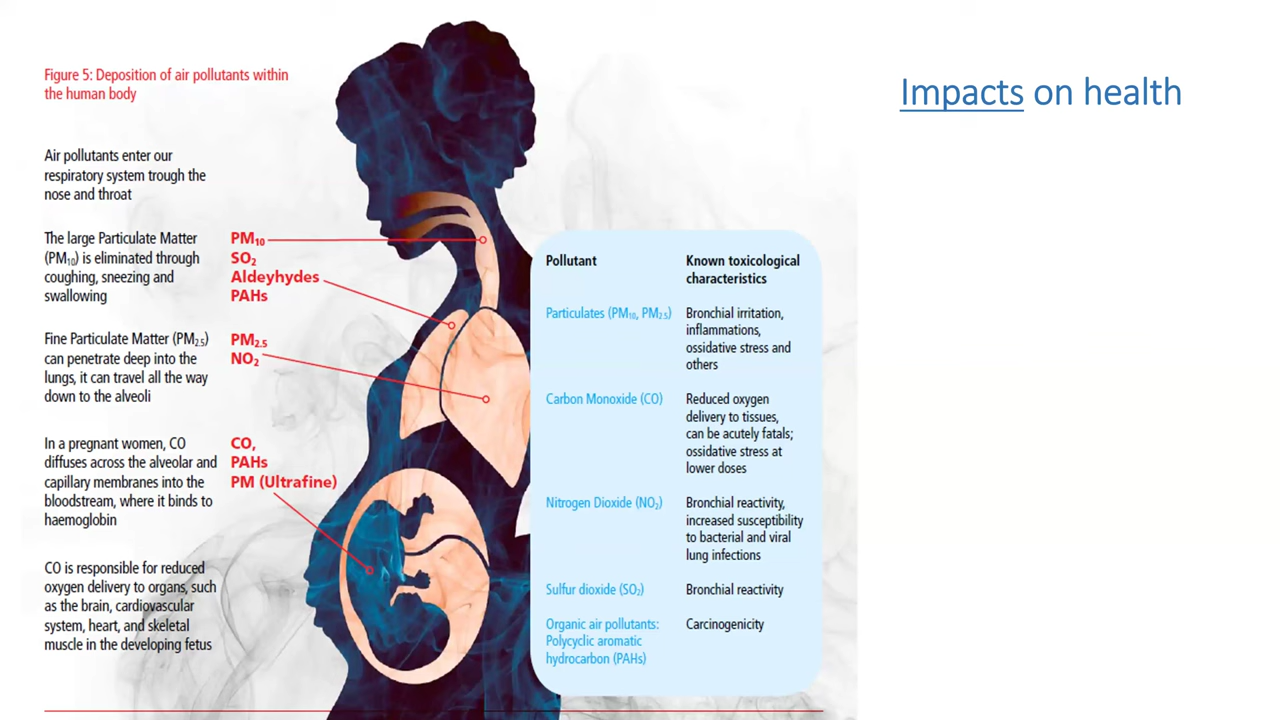 Figure 5: Deposition of air pollutants within
the human body
Impacts on health
Air pollutants enter our
respiratory system trough the
nose and throat
The large Particulate Matter
(PM₁₀) is eliminated through
coughing, sneezing and
swallowing
PM₁₀
SO₂
Aldeyhydes
PAHs
Fine Particulate Matter (PM₂.₅)
can penetrate deep into the
lungs, it can travel all the way
down to the alveoli
PM₂.₅
NO₂
In a pregnant women, CO
diffuses across the alveolar and
capillary membranes into the
bloodstream, where it binds to
haemoglobin
CO,
PAHs
PM (Ultrafine)
CO is responsible for reduced
oxygen delivery to organs, such
as the brain, cardiovascular
system, heart, and skeletal
muscle in the developing fetus
Pollutant
Known toxicological
characteristics
Particulates (PM₁₀, PM₂.₅)
Bronchial irritation,
inflammations,
ossidative stress and
others
Carbon Monoxide (CO)
Reduced oxygen
delivery to tissues,
can be acutely fatals;
ossidative stress at
lower doses
Nitrogen Dioxide (NO₂)
Bronchial reactivity,
increased susceptibility
to bacterial and viral
lung infections
Sulfur dioxide (SO₂)
Bronchial reactivity
Organic air pollutants:
Polycyclic aromatic
hydrocarbon (PAHs)
Carcinogenicity